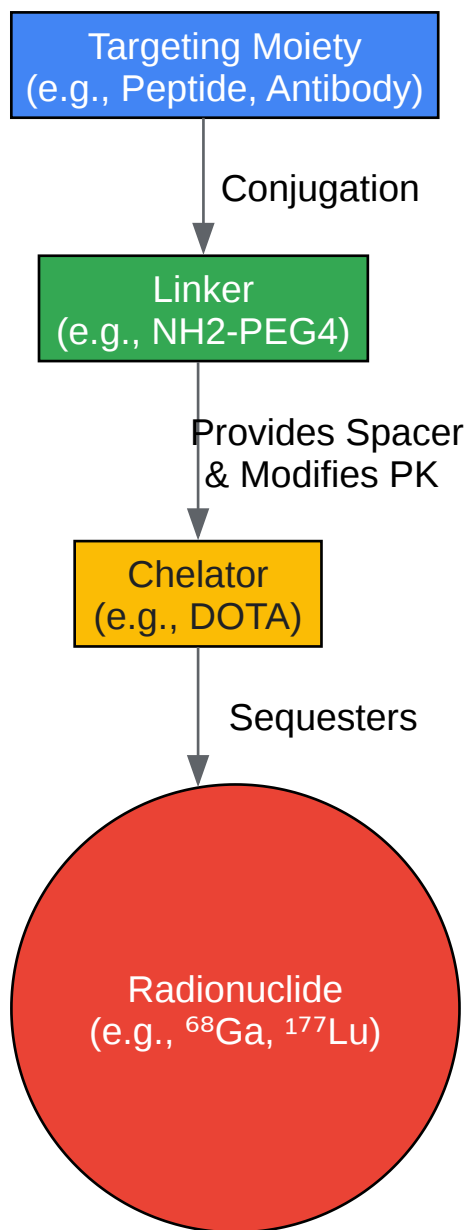 Targeting Moiety
(e.g., Peptide, Antibody)
Conjugation
Linker
(e.g., NH2-PEG4)
Provides Spacer
& Modifies PK
Chelator
(e.g., DOTA)
Sequesters
Radionuclide
(e.g., ⁶⁸Ga, ¹⁷⁷Lu)